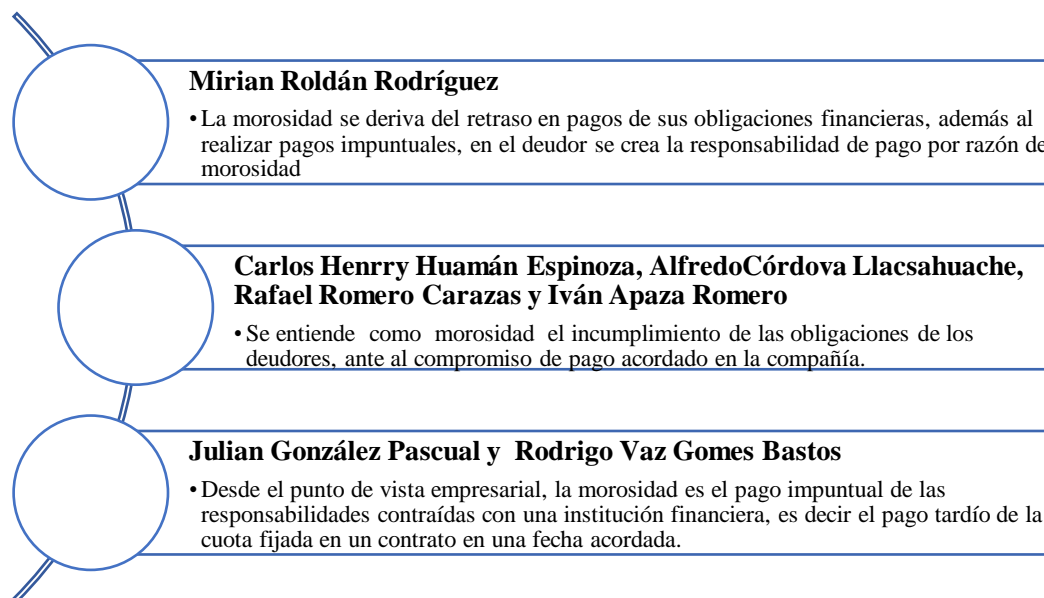 Mirian Roldán Rodríguez
• La morosidad se deriva del retraso en pagos de sus obligaciones financieras, además al
realizar pagos impuntuales, en el deudor se crea la responsabilidad de pago por razón de
morosidad
Carlos Henrry Huamán Espinoza, AlfredoCórdova Llacsahuache,
Rafael Romero Carazas y Iván Apaza Romero
• Se entiende como morosidad el incumplimiento de las obligaciones de los
deudores, ante al compromiso de pago acordado en la compañía.
Julian González Pascual y Rodrigo Vaz Gomes Bastos
• Desde el punto de vista empresarial, la morosidad es el pago impuntual de las
responsabilidades contraídas con una institución financiera, es decir el pago tardío de la
cuota fijada en un contrato en una fecha acordada.